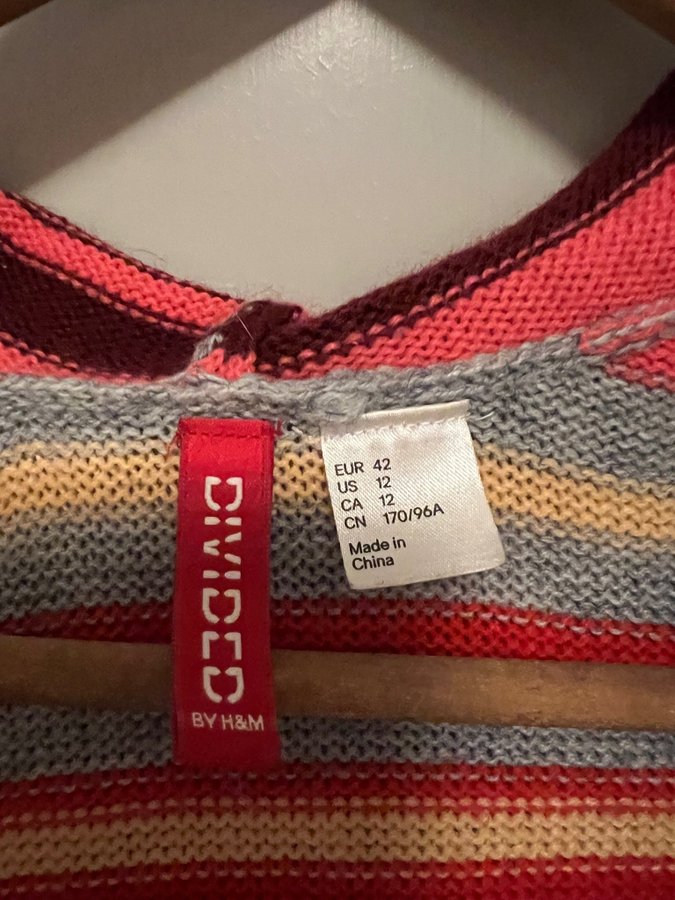 DIVIDED
BY H&M
EUR 42
US 12
CA 12
CN 170/96A
Made in
China